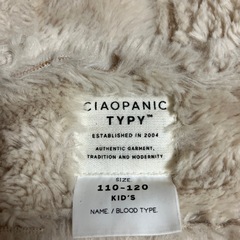 CIAOPANIC
TYPY™
ESTABLISHED IN 2004
AUTHENTIC GARMENT,
TRADITION AND MODERNITY
SIZE
110-120
KID'S
NAME. / BLOOD TYPE.